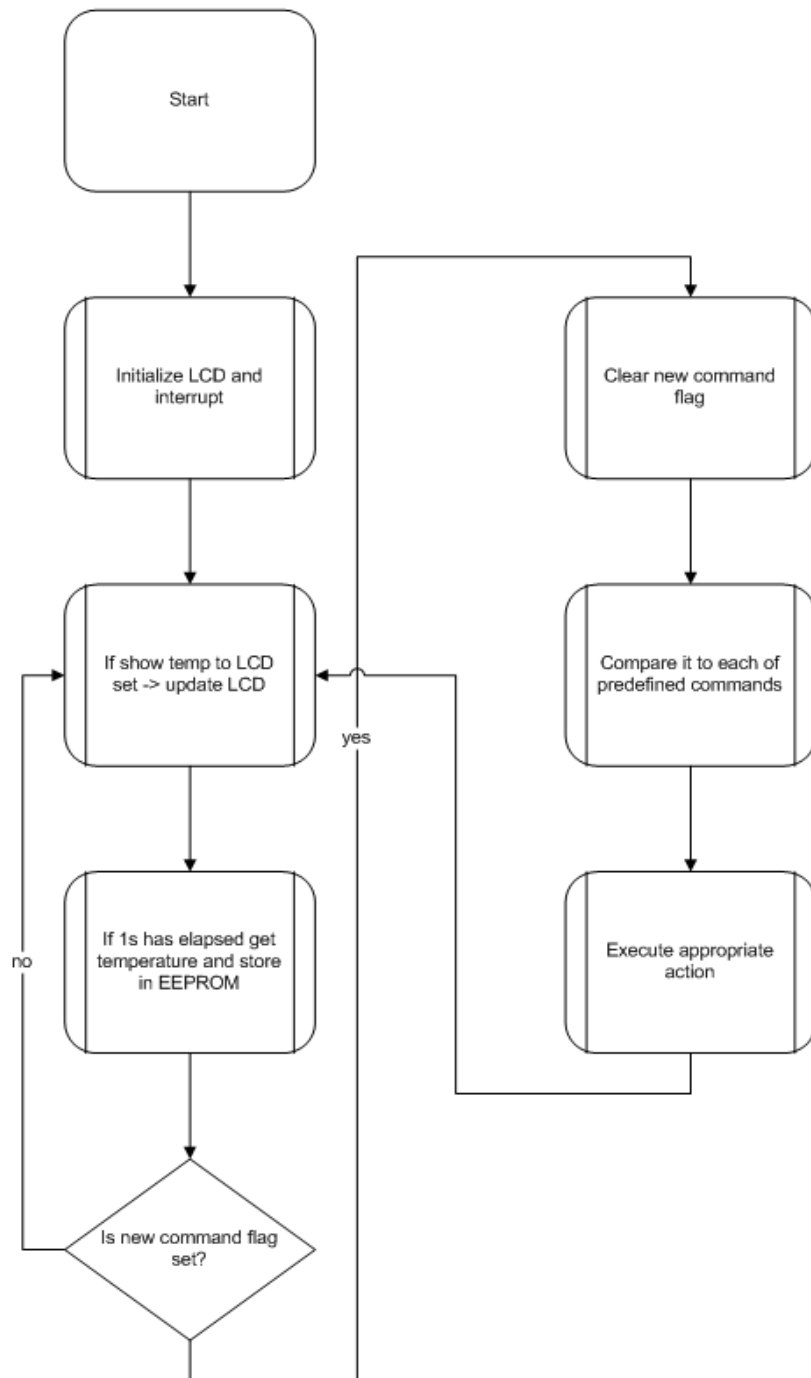 Start
Initialize LCD and
interrupt
If show temp to LCD
set -> update LCD
If 1s has elapsed get
temperature and store
in EEPROM
Is new command flag
set?
no
yes
Clear new command
flag
Compare it to each of
predefined commands
Execute appropriate
action